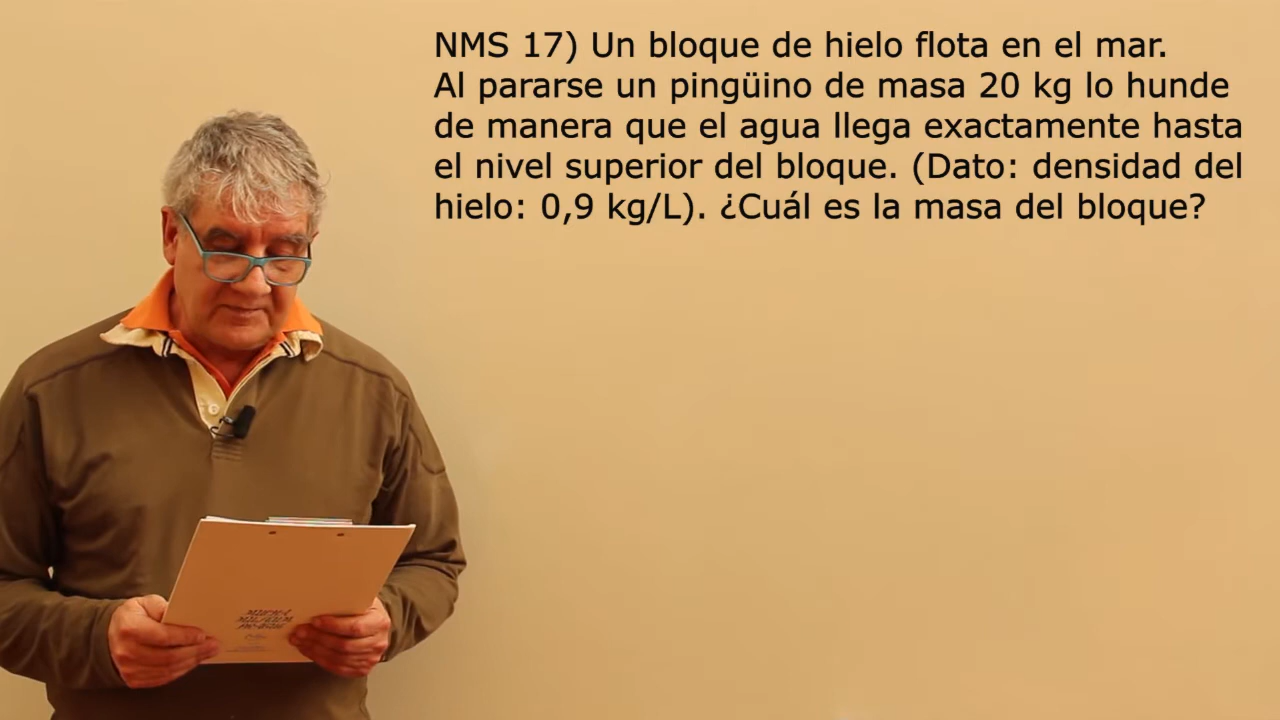 NMS 17) Un bloque de hielo flota en el mar.
Al pararse un pingüino de masa 20 kg lo hunde
de manera que el agua llega exactamente hasta
el nivel superior del bloque. (Dato: densidad del
hielo: 0,9 kg/L). ¿Cuál es la masa del bloque?